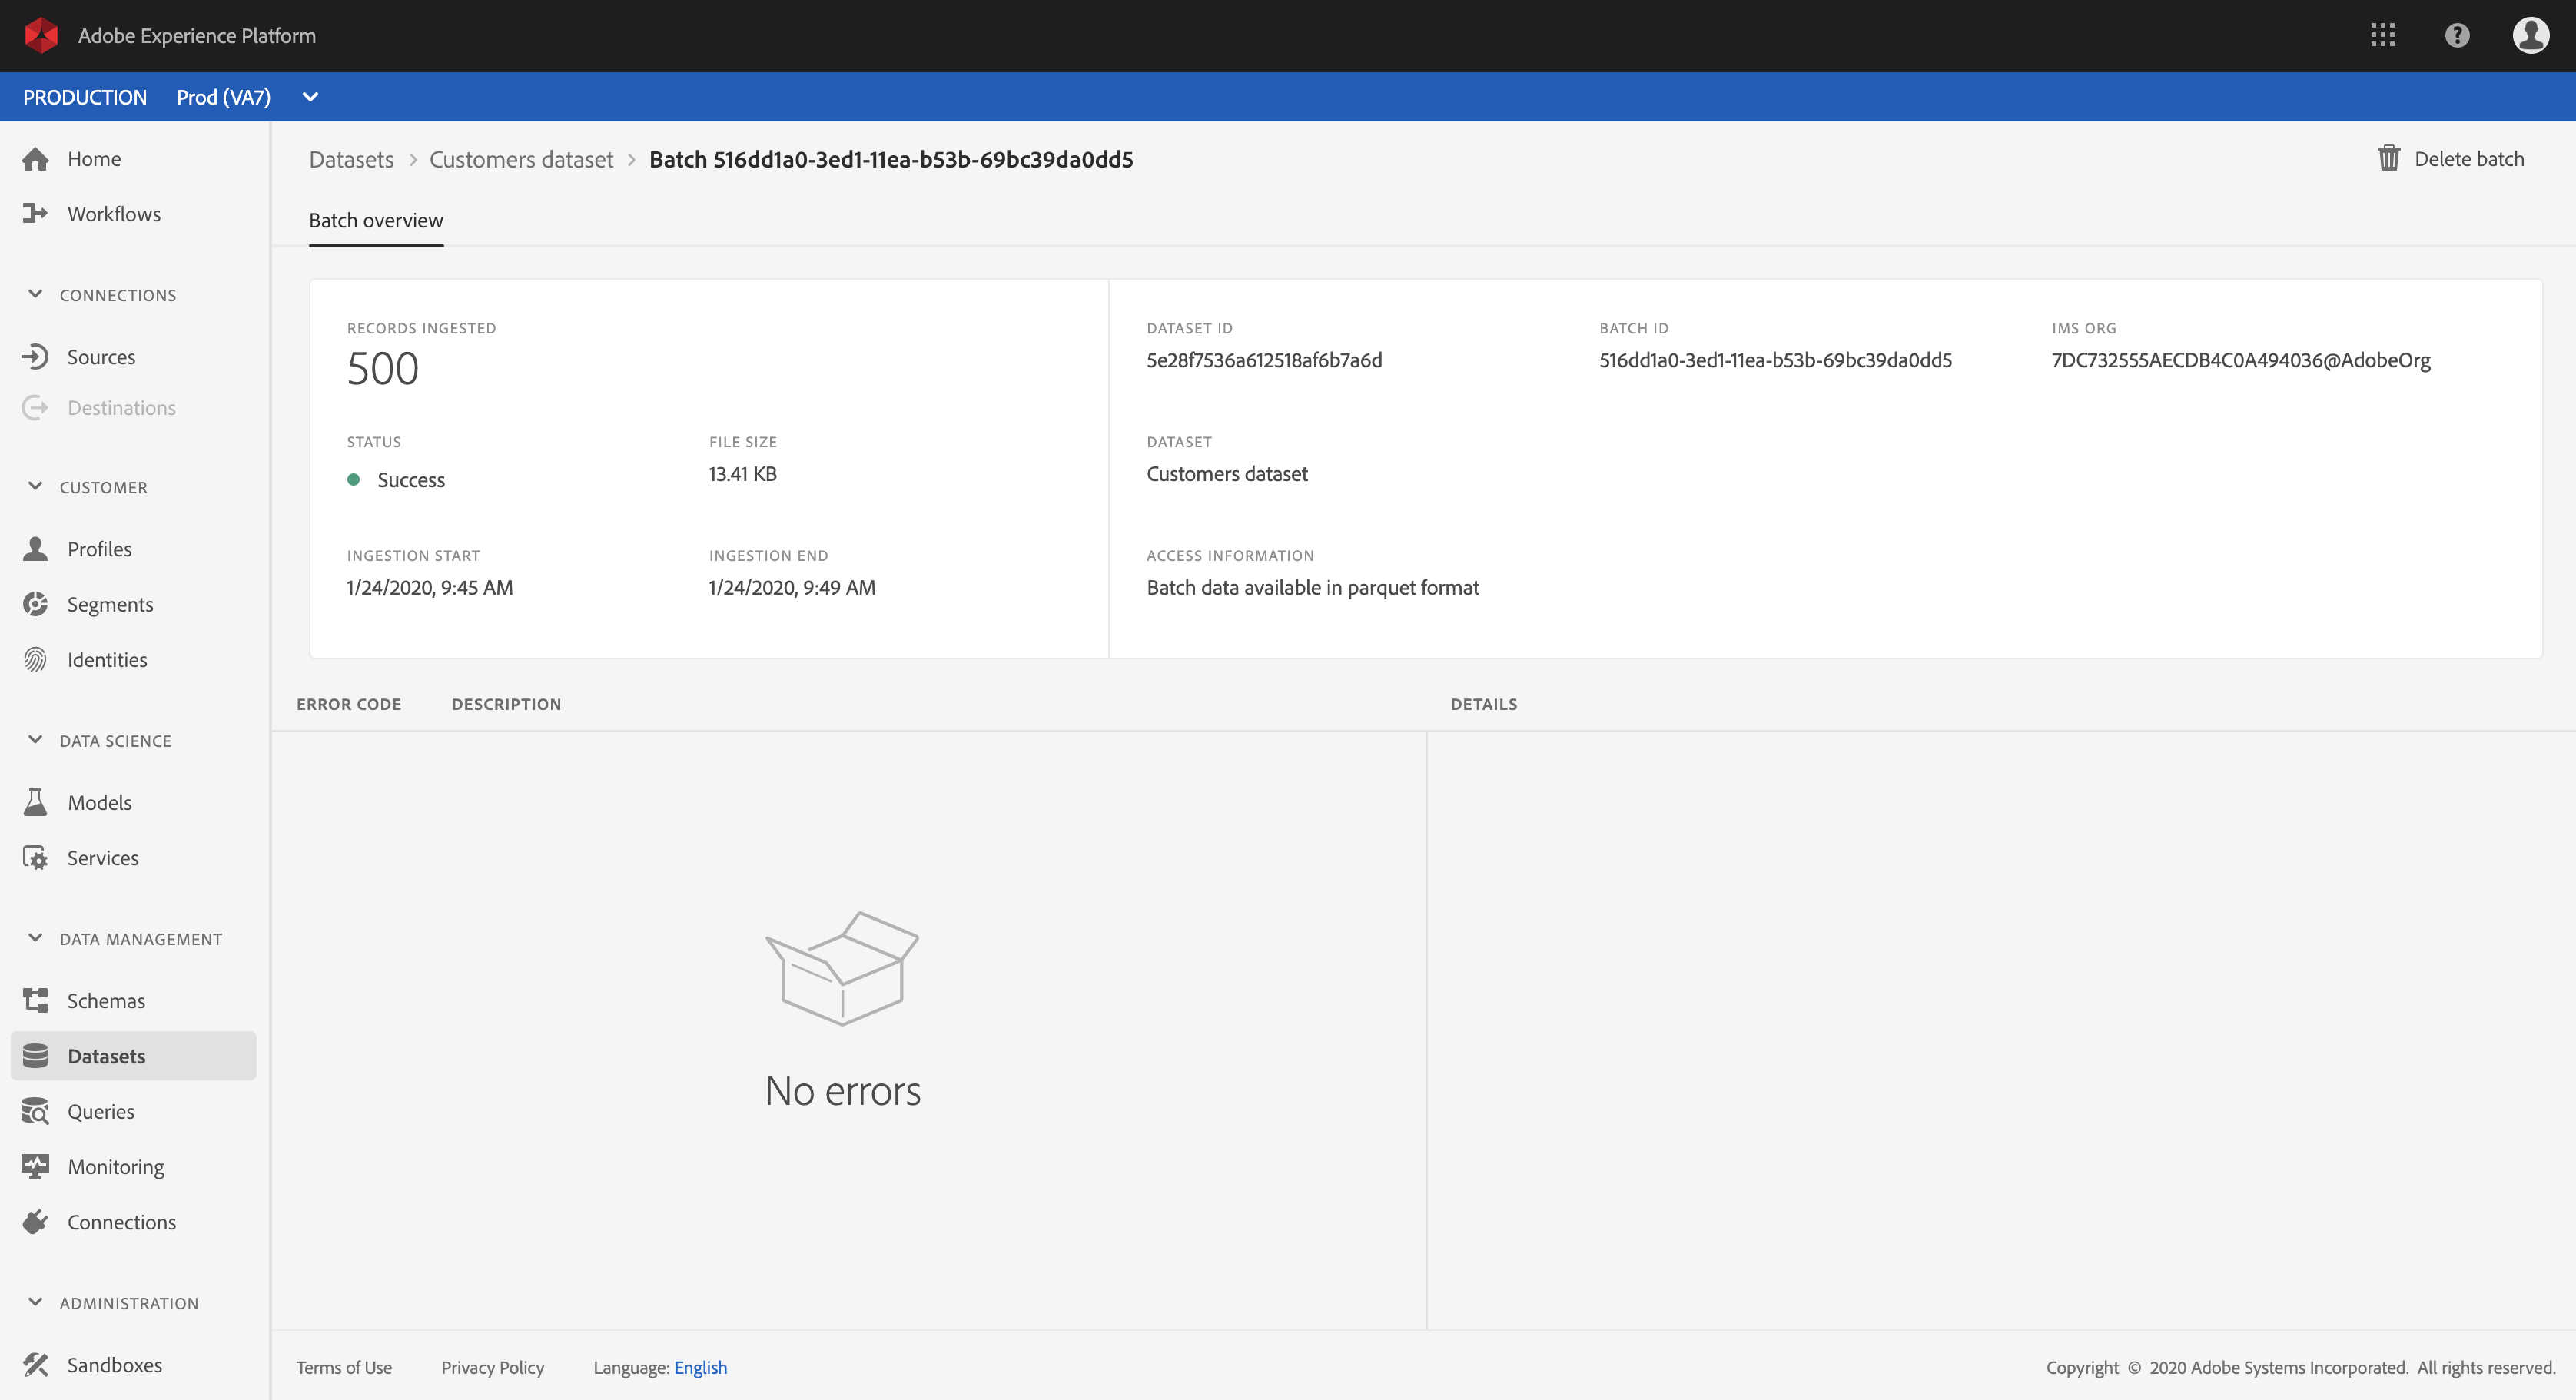 Adobe Experience Platform
PRODUCTION Prod (VA7)
Home
Workflows
CONNECTIONS
Sources
Destinations
CUSTOMER
Profiles
Segments
Identities
DATA SCIENCE
Models
Services
DATA MANAGEMENT
Schemas
Datasets
Queries
Monitoring
Connections
ADMINISTRATION
Sandboxes
Datasets > Customers dataset > Batch 516dd1a0-3ed1-11ea-b53b-69bc39da0dd5
Delete batch
Batch overview
RECORDS INGESTED
500
STATUS
Success
FILE SIZE
13.41 KB
INGESTION START
1/24/2020, 9:45 AM
INGESTION END
1/24/2020, 9:49 AM
DATASET ID
5e28f7536a612518af6b7a6d
BATCH ID
516dd1a0-3ed1-11ea-b53b-69bc39da0dd5
IMS ORG
7DC732555AECDB4C0A494036@AdobeOrg
DATASET
Customers dataset
ACCESS INFORMATION
Batch data available in parquet format
ERROR CODE DESCRIPTION DETAILS
No errors
Terms of Use Privacy Policy Language: English
Copyright © 2020 Adobe Systems Incorporated. All rights reserved.